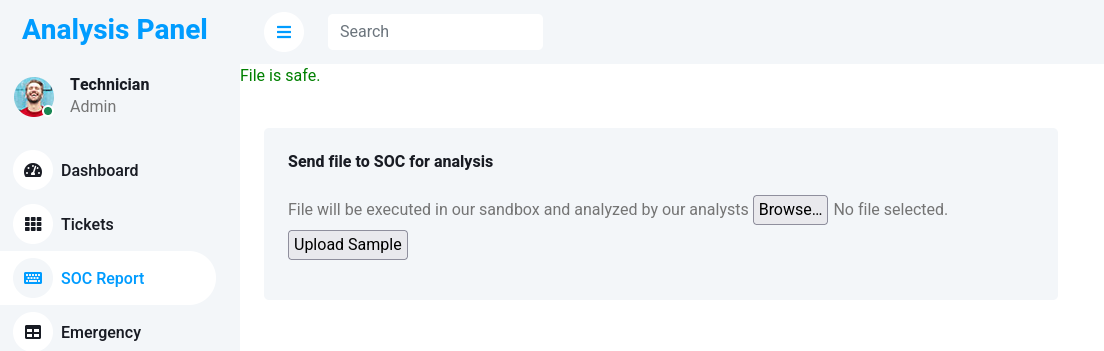 Analysis Panel
Search
Technician
Admin
Dashboard
Tickets
SOC Report
Emergency
File is safe.
Send file to SOC for analysis
File will be executed in our sandbox and analyzed by our analysts Browse... No file selected.
Upload Sample